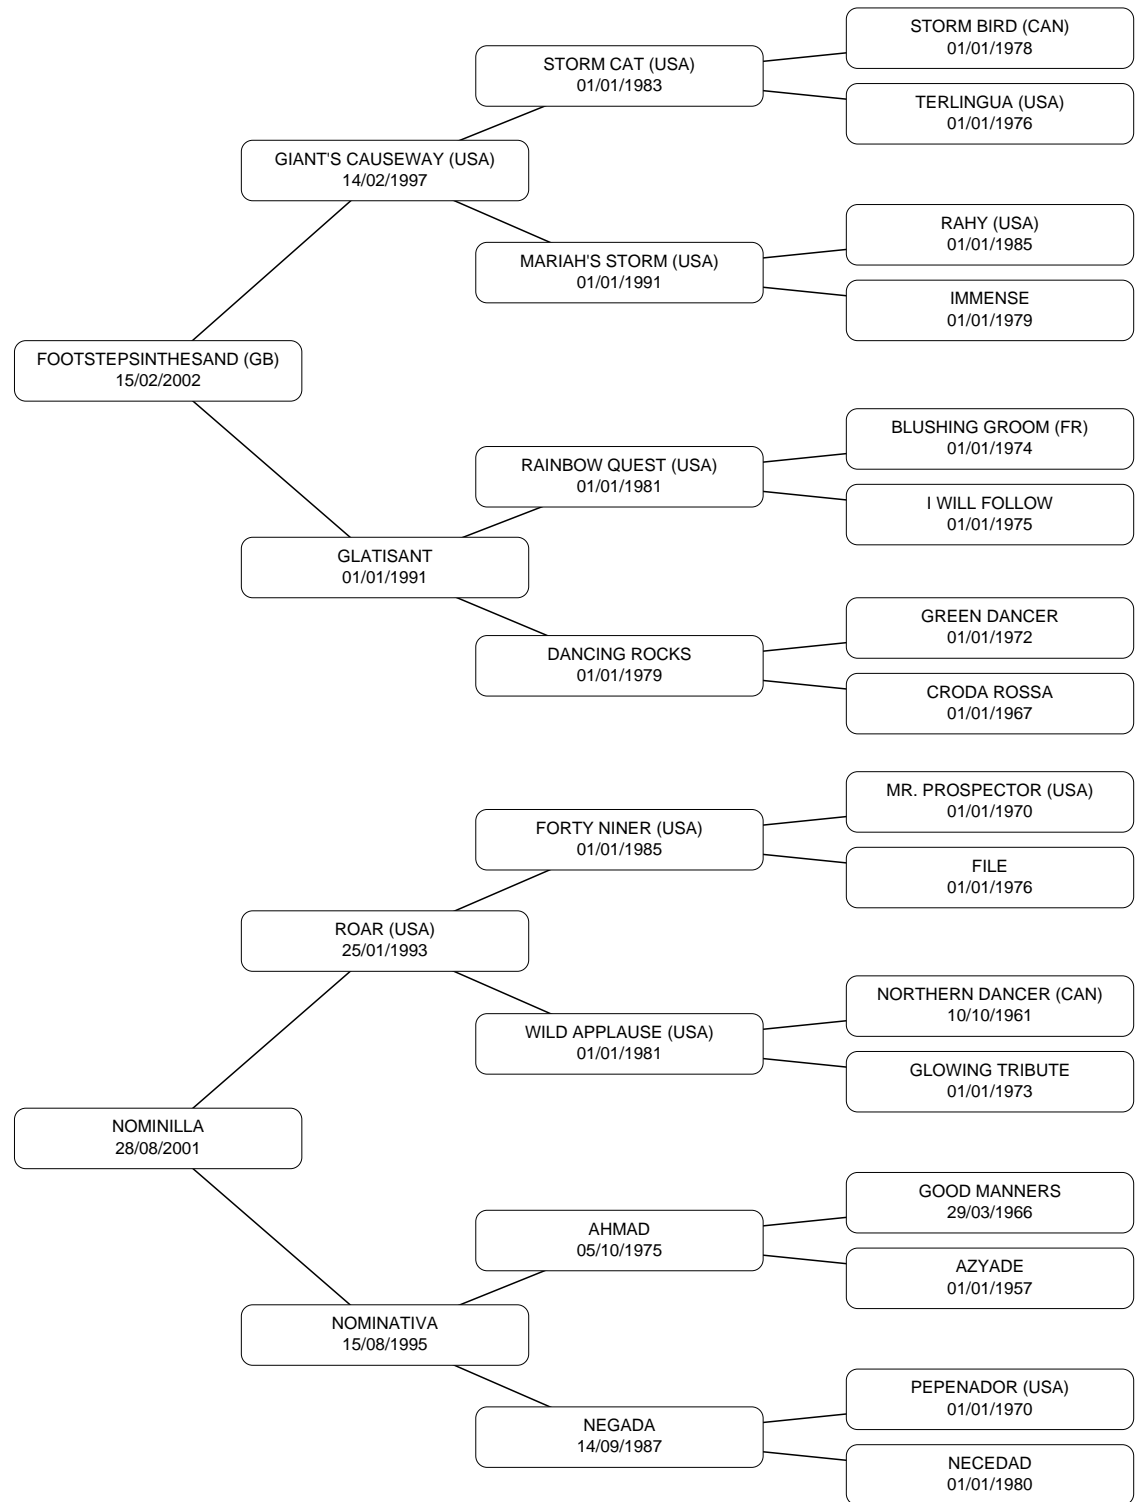 STORM BIRD (CAN)
01/01/1978
STORM CAT (USA)
01/01/1983
TERLINGUA (USA)
01/01/1976
GIANT'S CAUSEWAY (USA)
14/02/1997
RAHY (USA)
01/01/1985
MARIAH'S STORM (USA)
01/01/1991
IMMENSE
01/01/1979
FOOTSTEPSINTHESAND (GB)
15/02/2002
BLUSHING GROOM (FR)
01/01/1974
RAINBOW QUEST (USA)
01/01/1981
I WILL FOLLOW
01/01/1975
GLATISANT
01/01/1991
GREEN DANCER
01/01/1972
DANCING ROCKS
01/01/1979
CRODA ROSSA
01/01/1967
MR. PROSPECTOR (USA)
01/01/1970
FORTY NINER (USA)
01/01/1985
FILE
01/01/1976
ROAR (USA)
25/01/1993
NORTHERN DANCER (CAN)
10/10/1961
WILD APPLAUSE (USA)
01/01/1981
GLOWING TRIBUTE
01/01/1973
NOMINILLA
28/08/2001
GOOD MANNERS
29/03/1966
AHMAD
05/10/1975
AZYADE
01/01/1957
NOMINATIVA
15/08/1995
PEPENADOR (USA)
01/01/1970
NEGADA
14/09/1987
NECEDAD
01/01/1980